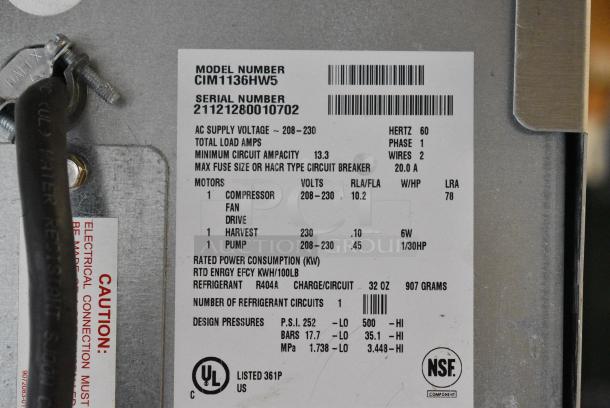 MODEL NUMBER
CIM1136HW5
SERIAL NUMBER
21121280010702
AC SUPPLY VOLTAGE ~ 208-230 HERTZ 60
TOTAL LOAD AMPS PHASE 1
MINIMUM CIRCUIT AMPACITY 13.3 WIRES 2
MAX FUSE SIZE OR HACR TYPE CIRCUIT BREAKER 20.0 A
MOTORS VOLTS RLA/FLA W/HP LRA
1 COMPRESSOR 208-230 10.2 78
FAN
DRIVE
1 HARVEST 230 .10 6W
1 PUMP 208-230 .45 1/30HP
RATED POWER CONSUMPTION (KW)
RTD ENRGY EFCY KWH/100LB
REFRIGERANT R404A CHARGE/CIRCUIT 32 OZ 907 GRAMS
NUMBER OF REFRIGERANT CIRCUITS 1
DESIGN PRESSURES P.S.I. 252 -LO 500 -HI
BARS 17.7 -LO 35.1 -HI
MPa 1.738 -LO 3.448 -HI
C UL LISTED 361P
US
NSF
COMPONENT
CAUTION:
ELECTRICAL CONNECTION MUST